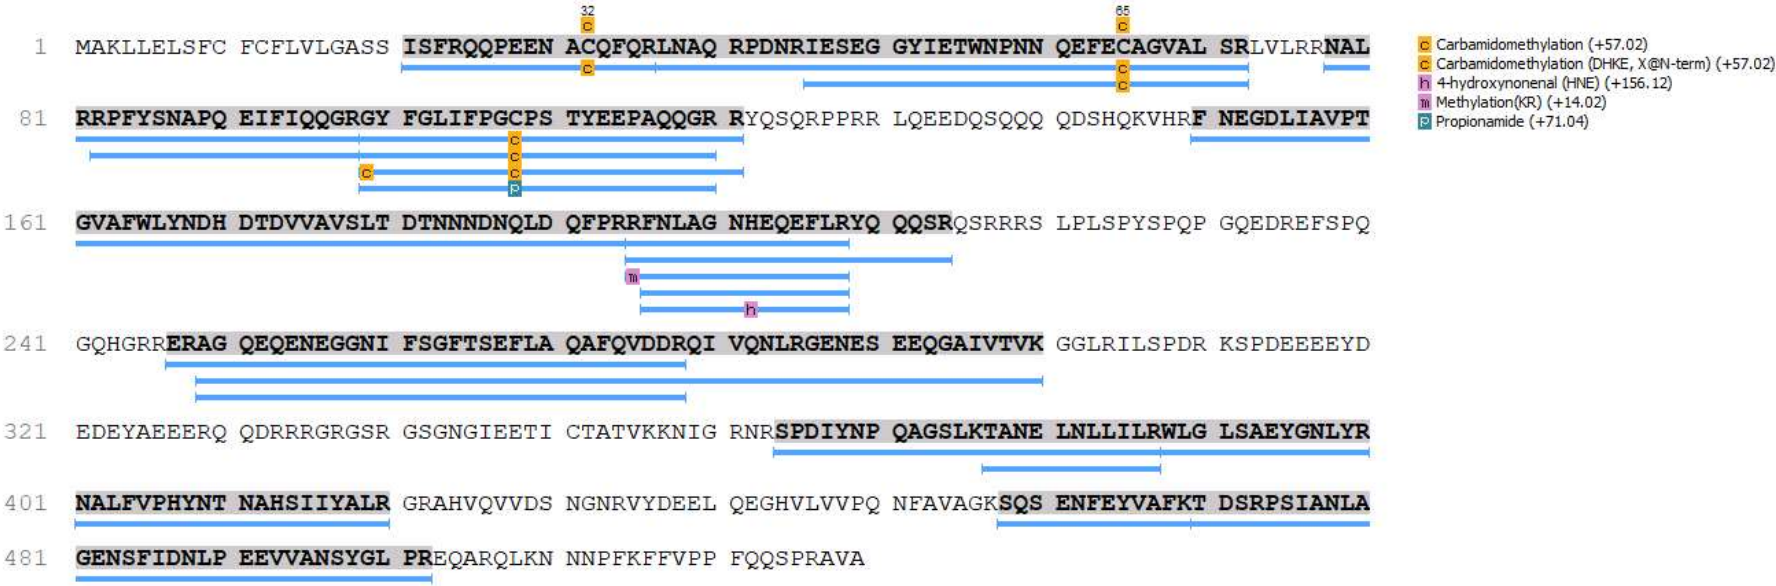 32 65
c c
1 MAKLLELSFC FCFLVLGASS ISFRQQPEEN ACQFQRLNAQ RPDNRIESEG GYIETWNPNN QEFECAGVAL SRLVLRRNAL
c c
c
81 RRPFYSNAPQ EIFIQQGRGY FGLIFPGCPS TYEEPAQQGR RYQSQRPPRR LQEEDQSQQQ QDSHQKVHRF NEGDLIAVPT
c
c
c c
P
161 GVAFWLYNDH DTDVVAVSLT DTNNNDNQLD QFPRRFNLAG NHEQEFLRYQ QQSRQSRRRS LPLSPYSPQP GQEDREFSPQ
m
h
241 GQHGRRERAG QEQENEGGNI FSGFTSEFLA QAFQVDDRQI VQNLRGENES EEQGAIVTVK GGLRILSPDR KSPDEEEEYD
321 EDEYAEEERQ QDRRRGRGSR GSGNGIEETI CTATVKKNIG RNRSPDIYNP QAGSLKTANE LNLLILRWLG LSAEYGNLYR
401 NALFVPHYNT NAHSIIYALR GRAHVQVVDS NGNRVYDEEL QEGHVLVVPQ NFAVAGKSQS ENFEYVAFKT DSRPSIANLA
481 GENSFIDNLP EEVVANSYGL PREQARQLKN NNPFKFFVPP FQQSPRAVA
c Carbamidomethylation (+57.02)
c Carbamidomethylation (DHKE, X@N-term) (+57.02)
h 4-hydroxynonenal (HNE) (+156.12)
m Methylation(KR) (+14.02)
P Propionamide (+71.04)